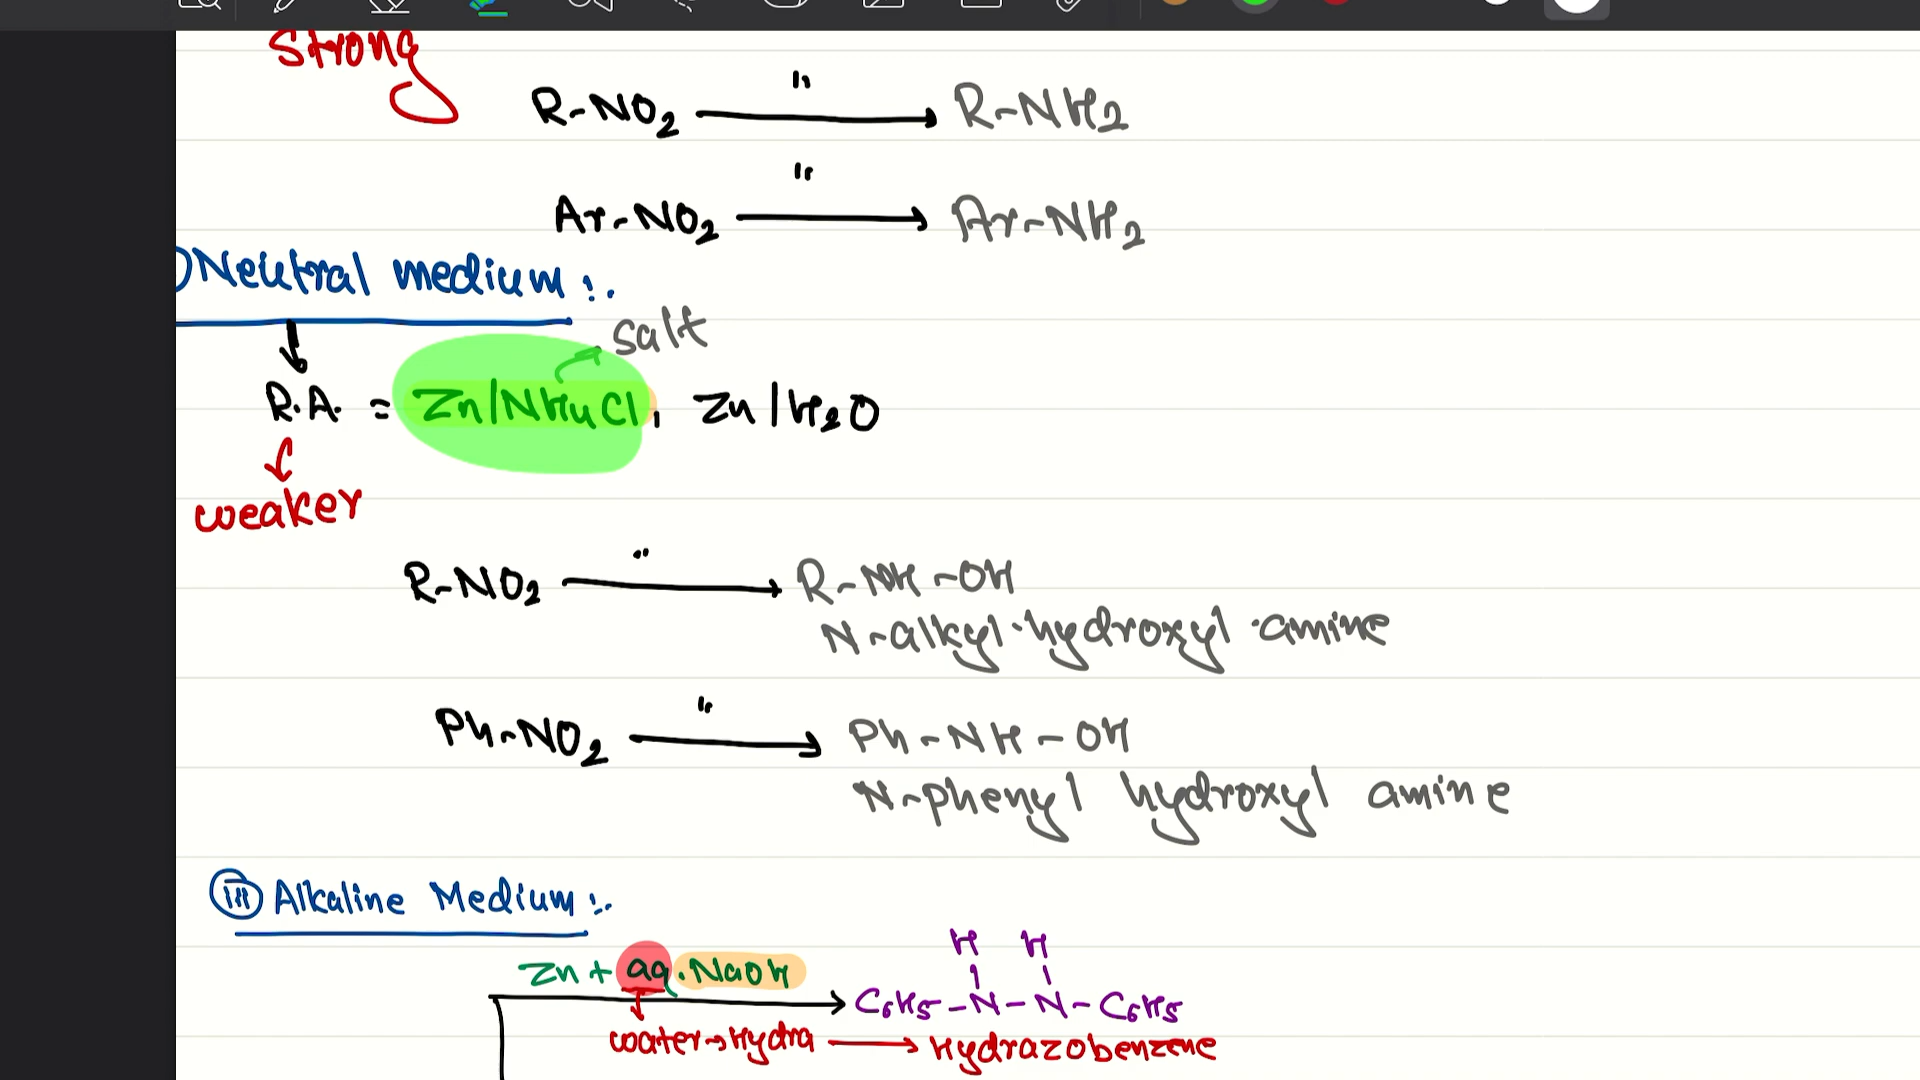 Strong
R-NO₂ " → R-NH₂
Ar-NO₂ " → Ar-NH₂
)Neutral medium:.
salt
R.A. = Zn/NH₄Cl, Zn/H₂O
weaker
R-NO₂ " → R-NH-OH
N-alkyl·hydroxyl·amine
Ph-NO₂ " → Ph-NH-OH
N-phenyl hydroxyl amine
(iii) Alkaline Medium:.
H H
Zn + aq.NaOH → C₆H₅-N-N-C₆H₅
water→Hydra → Hydrazobenzene